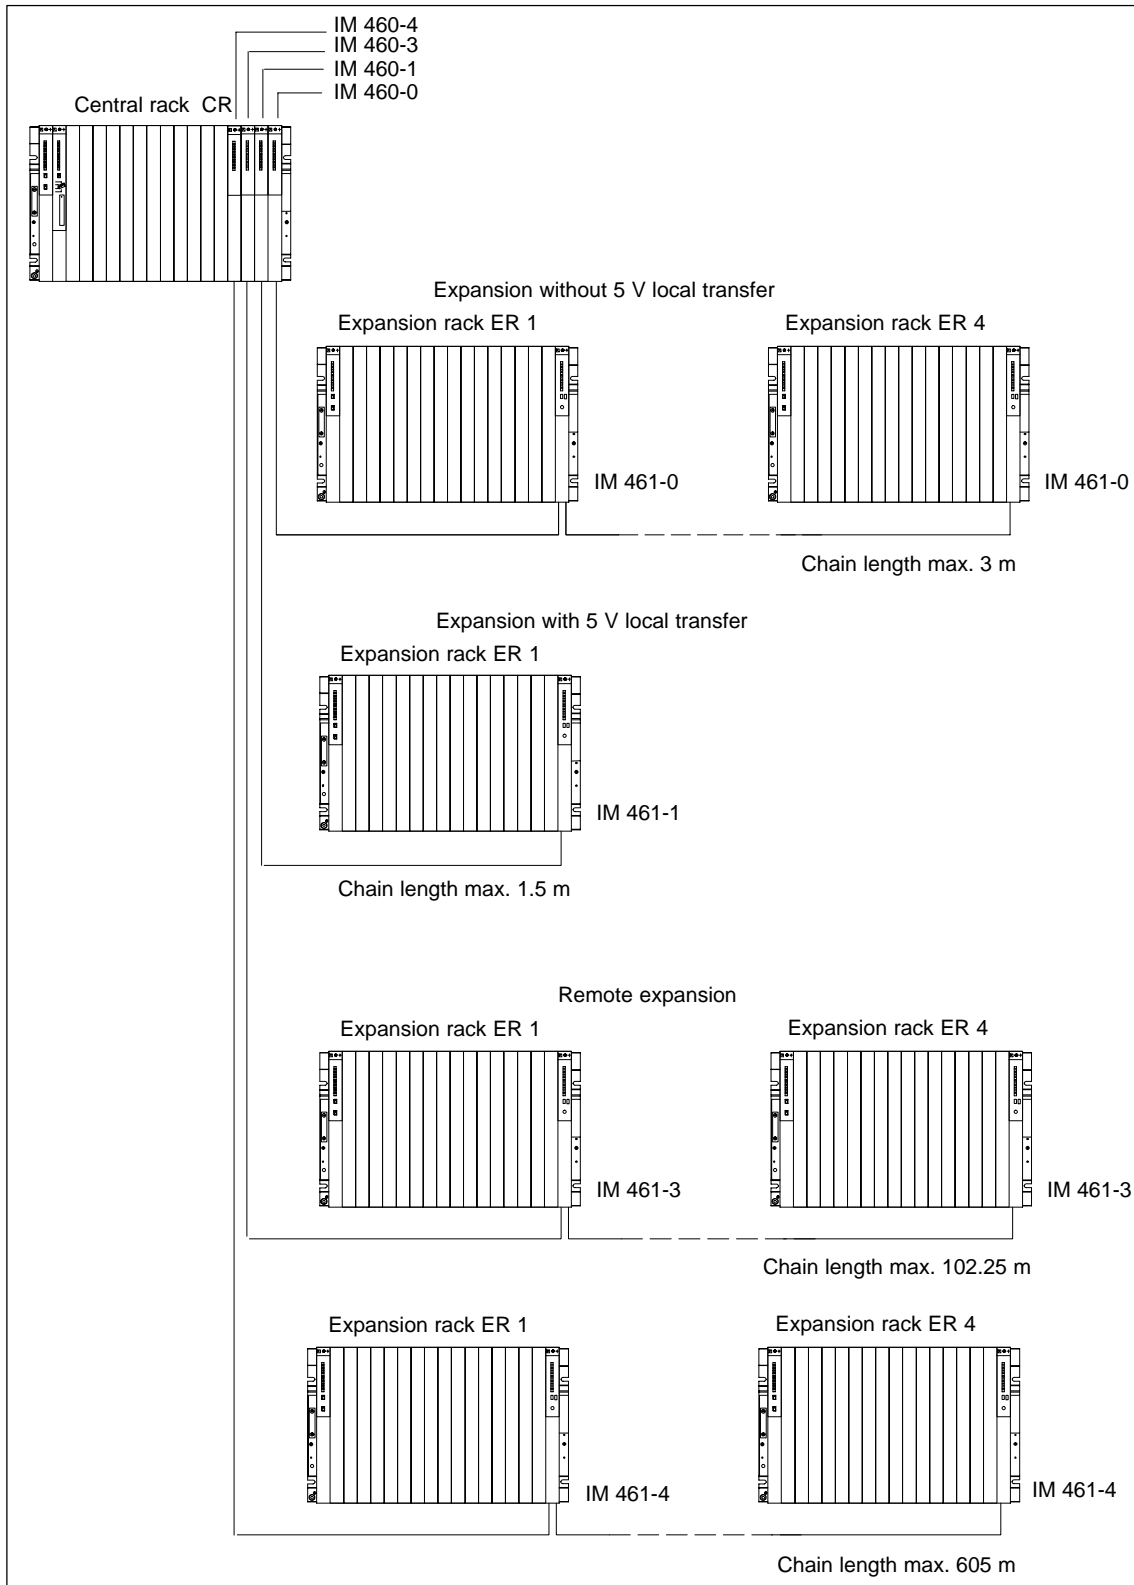 IM 460-4
IM 460-3
IM 460-1
IM 460-0
Central rack CR
Expansion without 5 V local transfer
Expansion rack ER 1
Expansion rack ER 4
IM 461-0
IM 461-0
Chain length max. 3 m
Expansion with 5 V local transfer
Expansion rack ER 1
IM 461-1
Chain length max. 1.5 m
Remote expansion
Expansion rack ER 1
Expansion rack ER 4
IM 461-3
IM 461-3
Chain length max. 102.25 m
Expansion rack ER 1
Expansion rack ER 4
IM 461-4
IM 461-4
Chain length max. 605 m